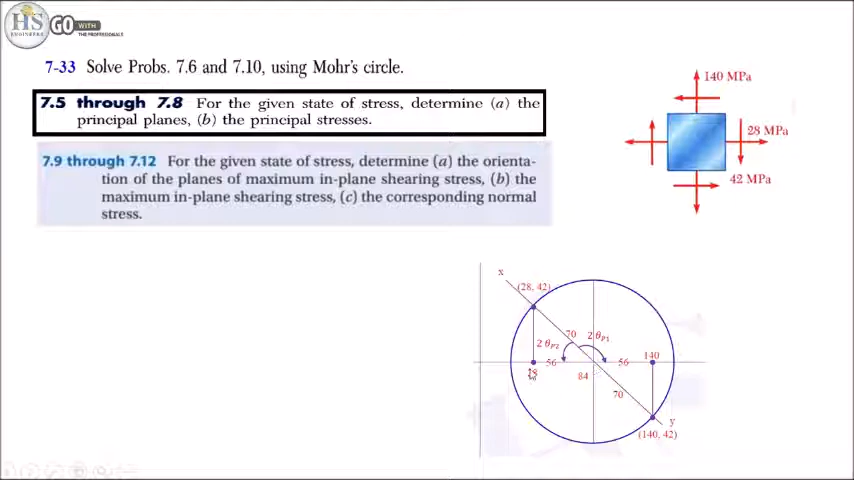 HS
ENGINEERS
GO WITH
THE PROFESSIONALS
7-33 Solve Probs. 7.6 and 7.10, using Mohr's circle.
7.5 through 7.8 For the given state of stress, determine (a) the
principal planes, (b) the principal stresses.
7.9 through 7.12 For the given state of stress, determine (a) the orienta-
tion of the planes of maximum in-plane shearing stress, (b) the
maximum in-plane shearing stress, (c) the corresponding normal
stress.
140 MPa
28 MPa
42 MPa
x
(28, 42)
70 2 θP1
2 θP2
56 56 140
28 84
70
y
(140, 42)